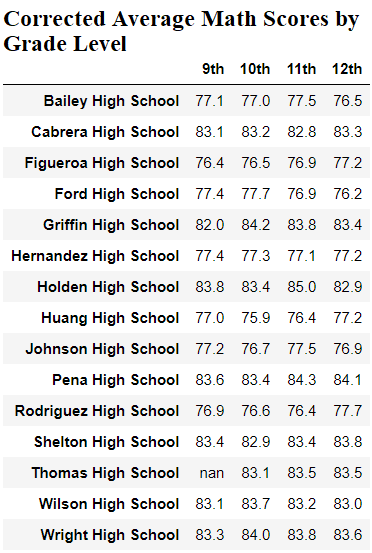 Corrected Average Math Scores by
Grade Level
9th 10th 11th 12th
Bailey High School 77.1 77.0 77.5 76.5
Cabrera High School 83.1 83.2 82.8 83.3
Figueroa High School 76.4 76.5 76.9 77.2
Ford High School 77.4 77.7 76.9 76.2
Griffin High School 82.0 84.2 83.8 83.4
Hernandez High School 77.4 77.3 77.1 77.2
Holden High School 83.8 83.4 85.0 82.9
Huang High School 77.0 75.9 76.4 77.2
Johnson High School 77.2 76.7 77.5 76.9
Pena High School 83.6 83.4 84.3 84.1
Rodriguez High School 76.9 76.6 76.4 77.7
Shelton High School 83.4 82.9 83.4 83.8
Thomas High School nan 83.1 83.5 83.5
Wilson High School 83.1 83.7 83.2 83.0
Wright High School 83.3 84.0 83.8 83.6